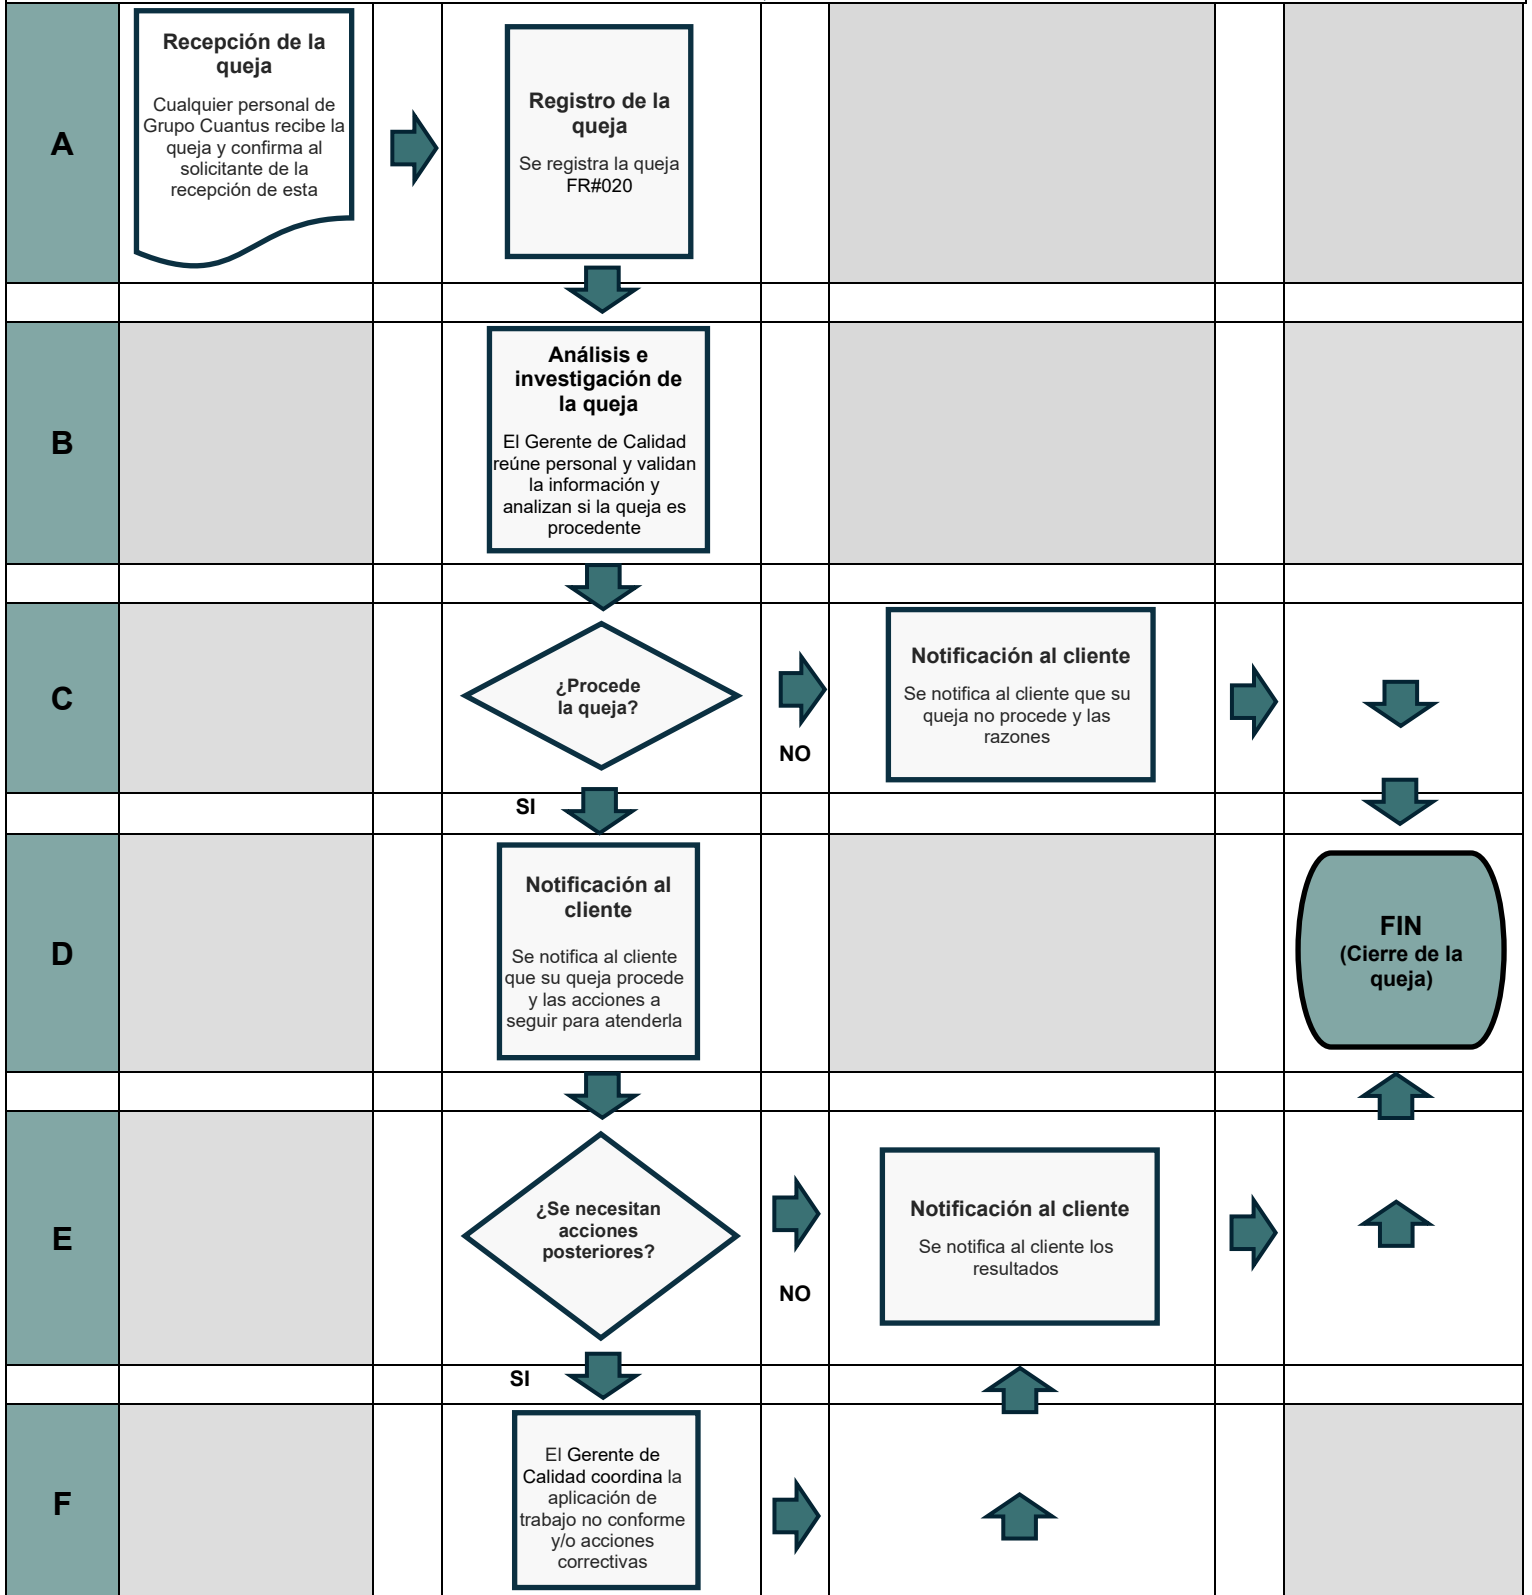 A
Recepción de la
queja
Cualquier personal de
Grupo Cuantus recibe la
queja y confirma al
solicitante de la
recepción de esta
Registro de la
queja
Se registra la queja
FR#020
B
Análisis e
investigación de
la queja
El Gerente de Calidad
reúne personal y validan
la información y
analizan si la queja es
procedente
C
¿Procede
la queja?
NO
Notificación al cliente
Se notifica al cliente que su
queja no procede y las
razones
SI
D
Notificación al
cliente
Se notifica al cliente
que su queja procede
y las acciones a
seguir para atenderla
FIN
(Cierre de la
queja)
E
¿Se necesitan
acciones
posteriores?
NO
Notificación al cliente
Se notifica al cliente los
resultados
SI
F
El Gerente de
Calidad coordina la
aplicación de
trabajo no conforme
y/o acciones
correctivas